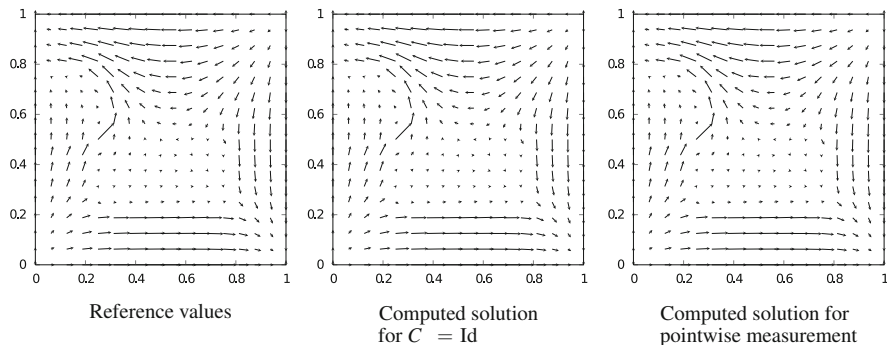 1 1 1
0.8 0.8 0.8
0.6 0.6 0.6
0.4 0.4 0.4
0.2 0.2 0.2
0 0 0
0 0.2 0.4 0.6 0.8 1 0 0.2 0.4 0.6 0.8 1 0 0.2 0.4 0.6 0.8 1
Reference values
Computed solution
for C = Id
Computed solution for
pointwise measurement